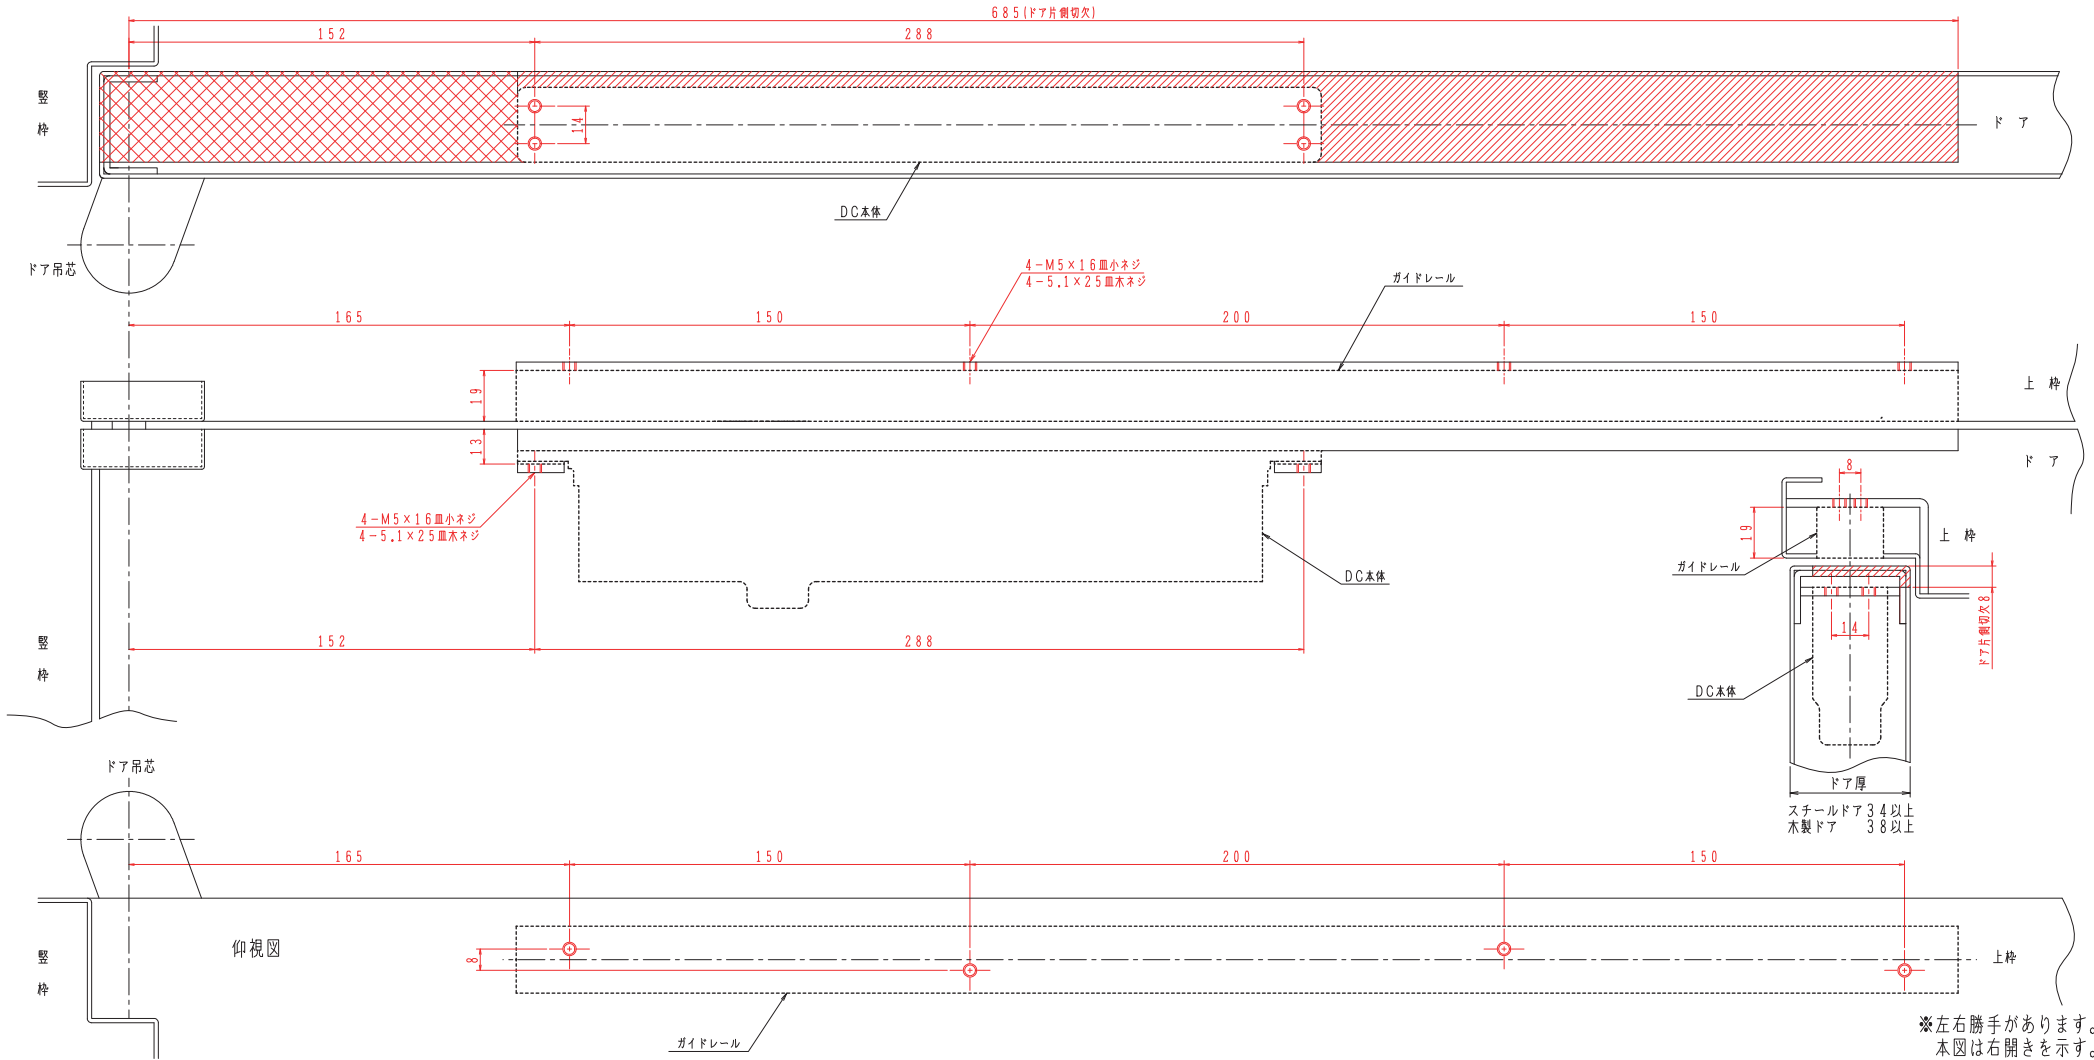 685(ドア片側切欠)
152
288
竪
枠
14
ド ア
DC本体
ドア吊芯
4-M5×16皿小ネジ
4-5.1×25皿木ネジ
ガイドレール
165
150
200
150
19
上 枠
13
ド ア
8
4-M5×16皿小ネジ
4-5.1×25皿木ネジ
19
上 枠
ガイドレール
DC本体
ドア片側切欠8
14
152
288
竪
枠
DC本体
ドア吊芯
ドア厚
スチールドア34以上
木製ドア 38以上
165
150
200
150
仰視図
8
竪
枠
上枠
ガイドレール
※左右勝手があります。
本図は右開きを示す。